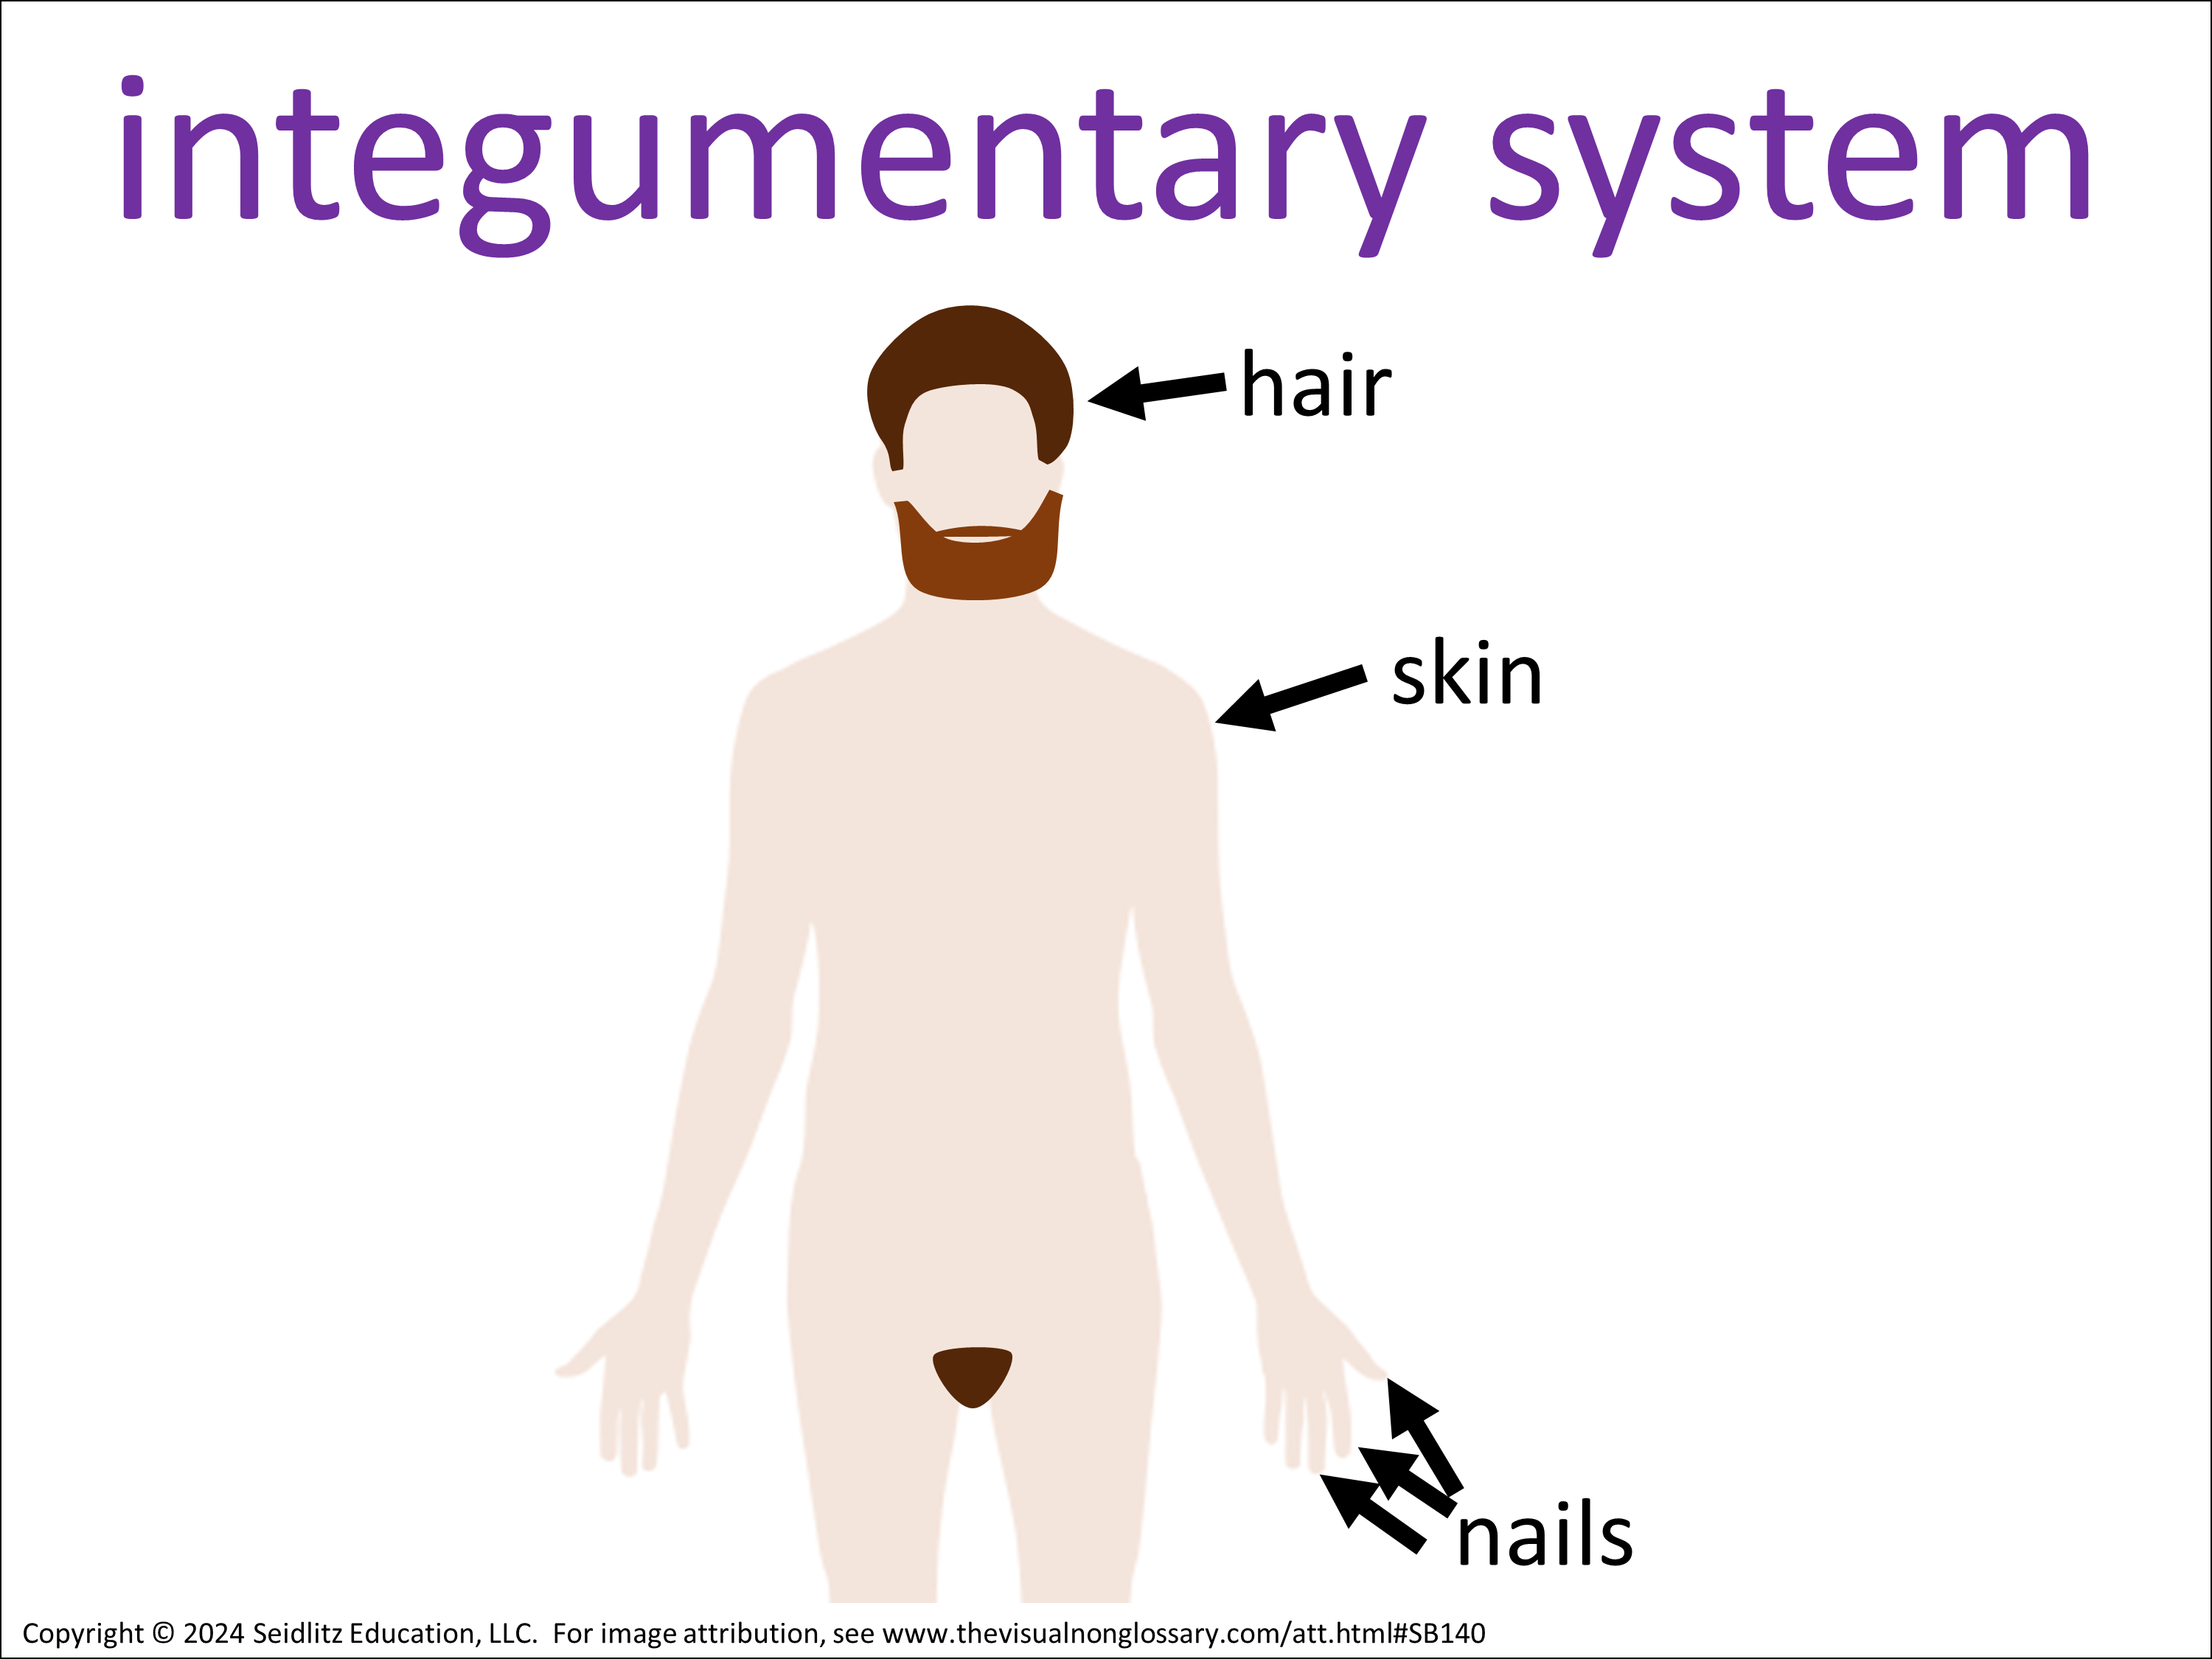 integumentary system
hair
skin
nails
Copyright © 2024 Seidlitz Education, LLC.  For image attribution, see www.thevisualnonglossary.com/att.html#SB140